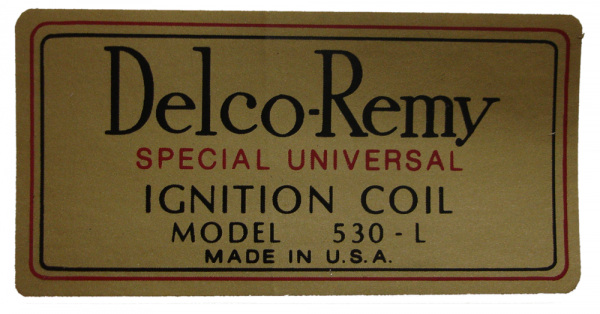 Delco-Remy
SPECIAL UNIVERSAL
IGNITION COIL
MODEL 530-L
MADE IN U.S.A.